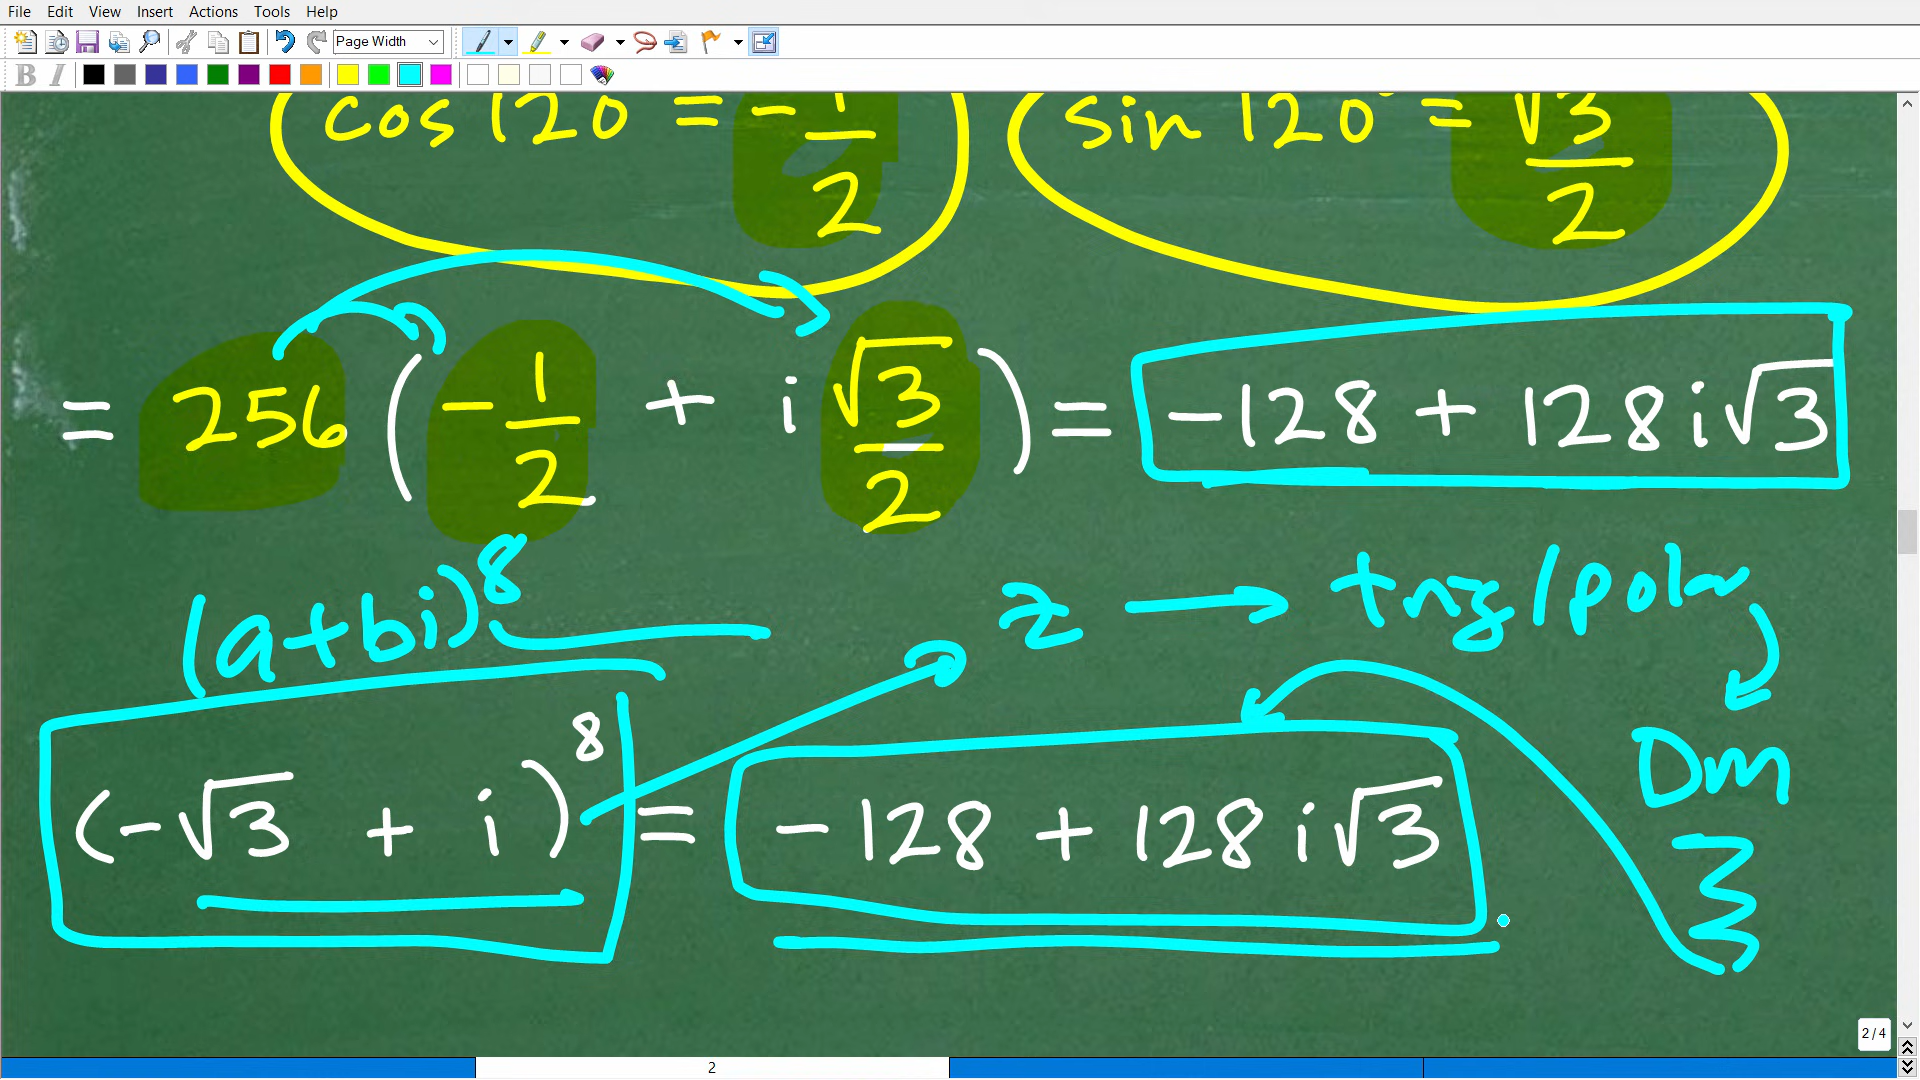 File Edit View Insert Actions Tools Help
Page Width
B I
cos 120 = -1/2
sin 120° = √3/2
= 256 (-1/2 + i √3/2) = -128 + 128i√3
(a+bi)^8
z → trig/polar
DM
(-√3 + i)^8 = -128 + 128i√3
2 / 4
2